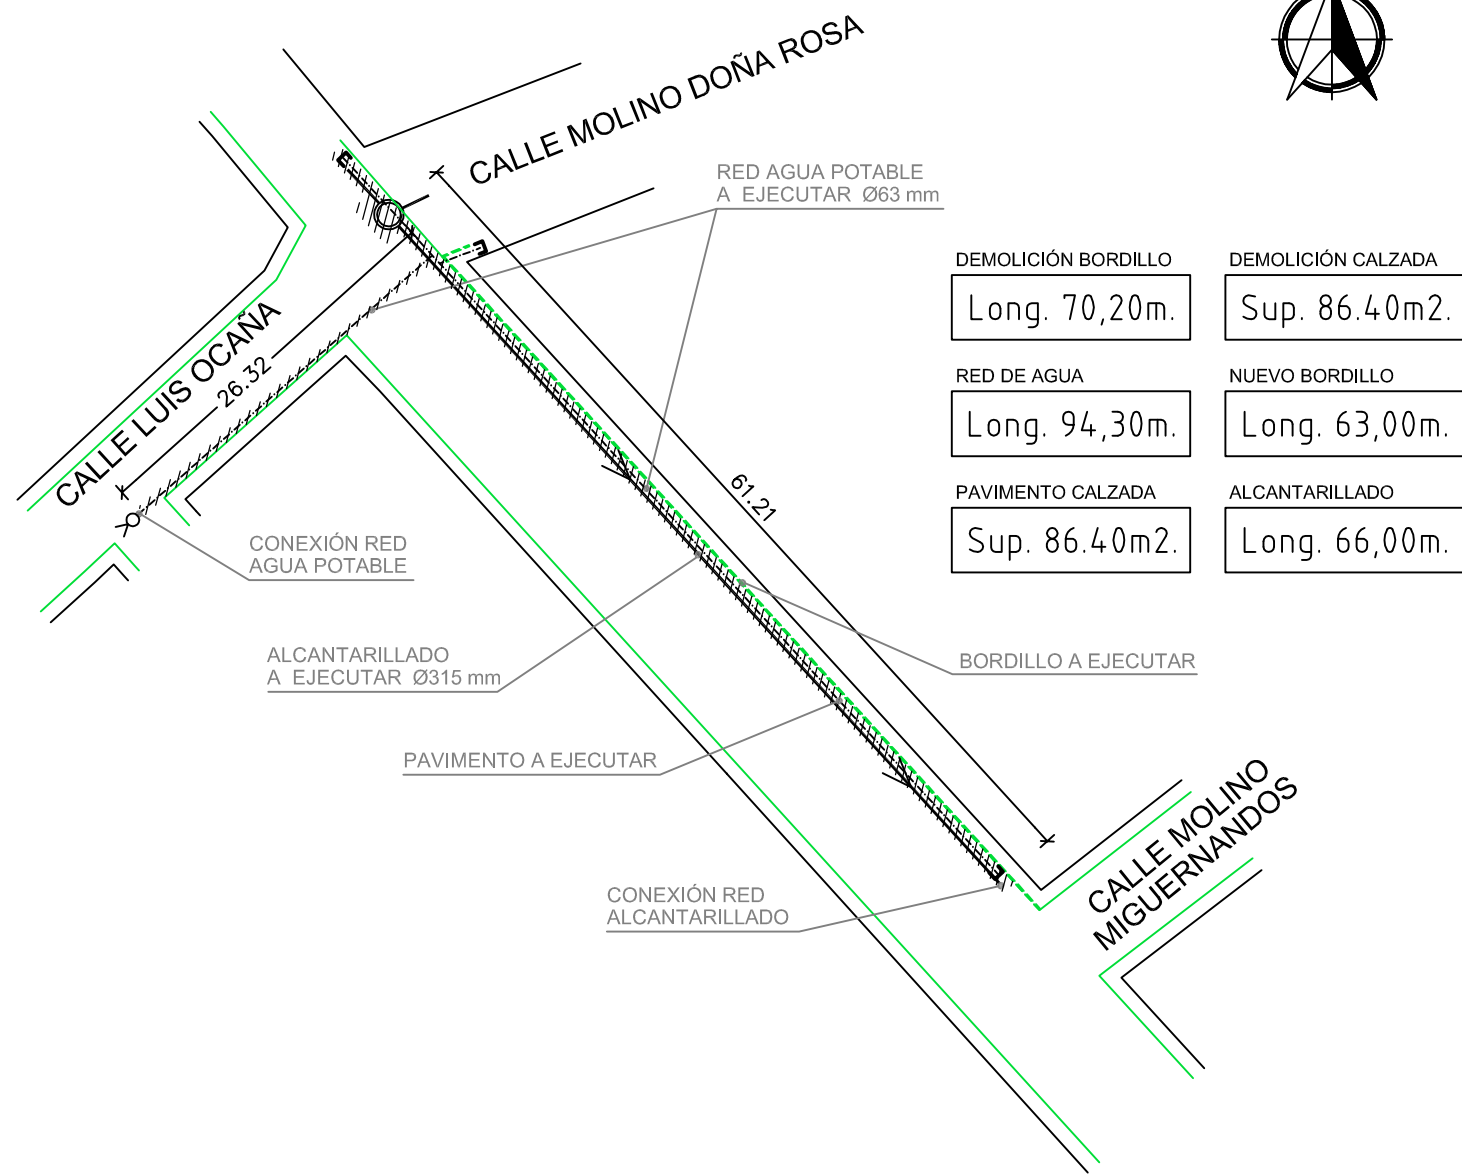 CALLE MOLINO DOÑA ROSA
RED AGUA POTABLE
A EJECUTAR Ø63 mm
DEMOLICIÓN BORDILLO
Long. 70,20m.
DEMOLICIÓN CALZADA
Sup. 86.40m2.
RED DE AGUA
Long. 94,30m.
NUEVO BORDILLO
Long. 63,00m.
PAVIMENTO CALZADA
Sup. 86.40m2.
ALCANTARILLADO
Long. 66,00m.
CALLE LUIS OCAÑA
26.32
61.21
CONEXIÓN RED
AGUA POTABLE
ALCANTARILLADO
A EJECUTAR Ø315 mm
BORDILLO A EJECUTAR
PAVIMENTO A EJECUTAR
CONEXIÓN RED
ALCANTARILLADO
CALLE MOLINO
MIGUERNANDOS